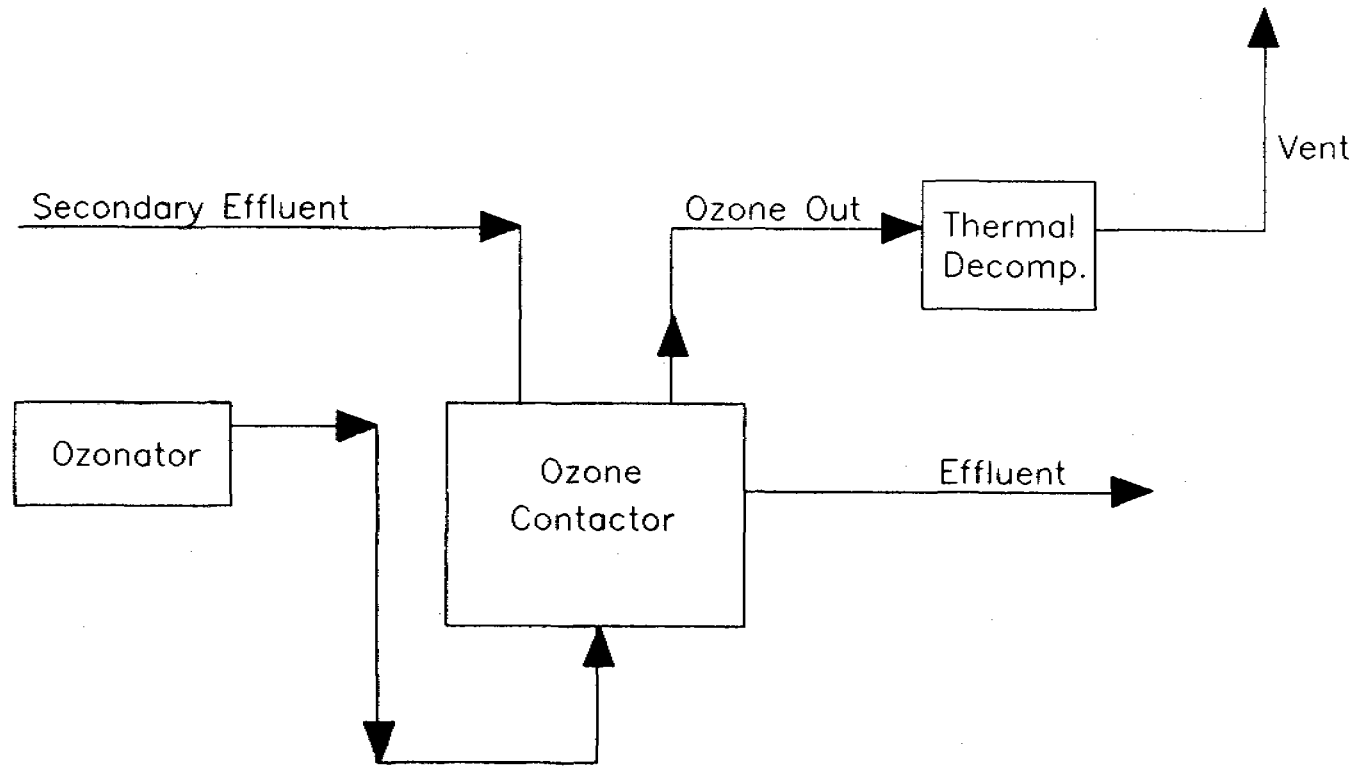 Vent
Secondary Effluent
Ozone Out
Thermal
Decomp.
Ozonator
Ozone
Contactor
Effluent